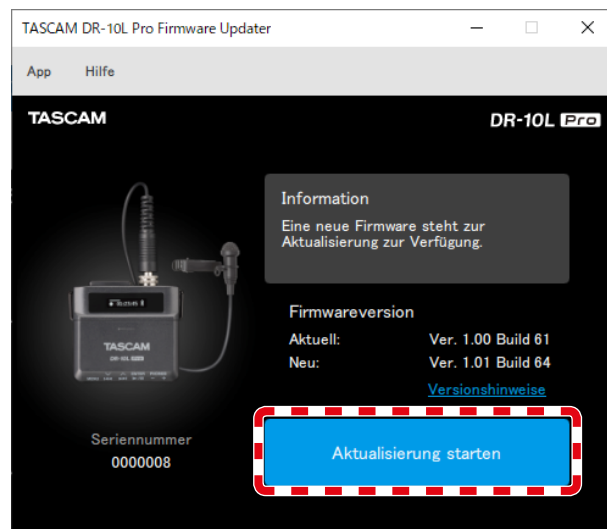 TASCAM DR-10L Pro Firmware Updater
App Hilfe
TASCAM
DR-10L Pro
Information
Eine neue Firmware steht zur
Aktualisierung zur Verfügung.
Firmwareversion
Aktuell: Ver. 1.00 Build 61
Neu: Ver. 1.01 Build 64
Versionshinweise
TASCAM
Seriennummer
0000008
Aktualisierung starten